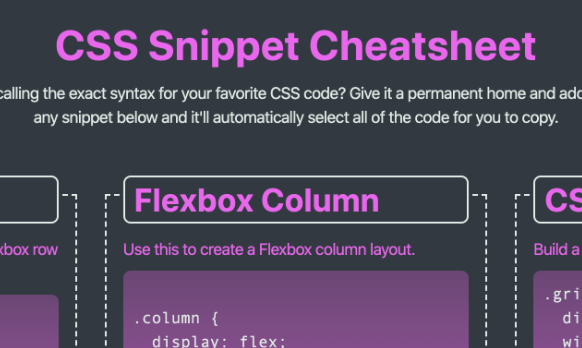 CSS Snippet Cheatsheet
calling the exact syntax for your favorite CSS code? Give it a permanent home and add
any snippet below and it'll automatically select all of the code for you to copy.
Flexbox Column
CS
xbox row
Use this to create a Flexbox column layout.
Build a
.column {
display: flex;
.gri
di
wi